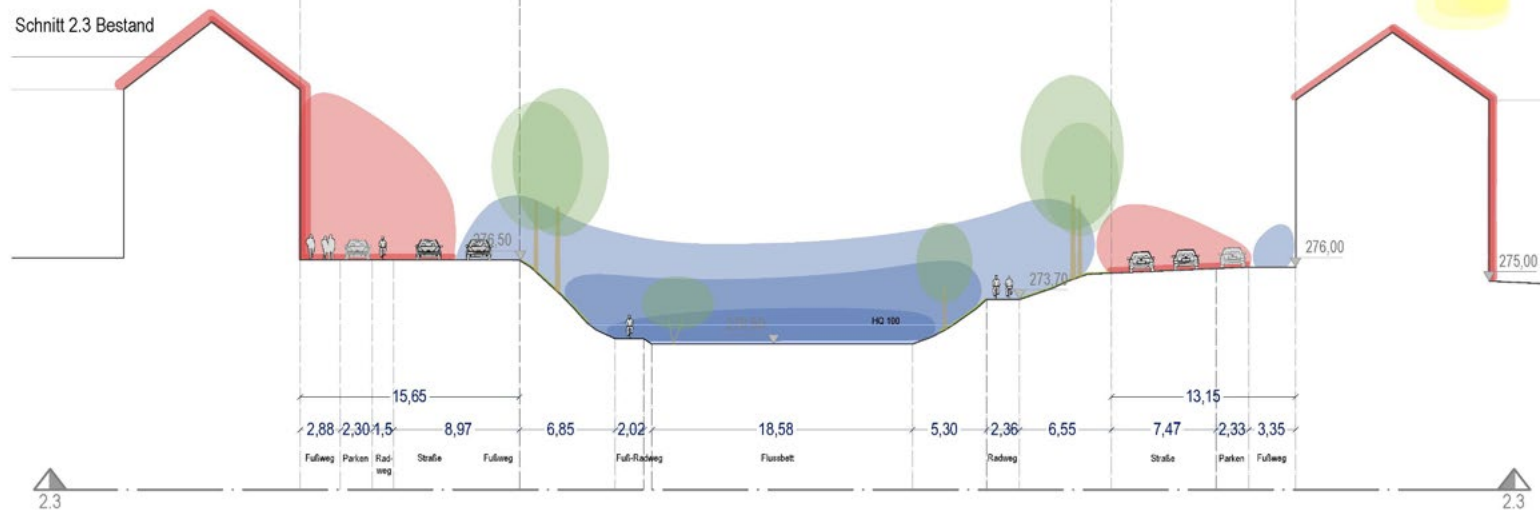 Schnitt 2.3 Bestand
276,50
276,00
275,00
273,70
HQ 100
15,65
13,15
2,88 2,30 1,5 8,97 6,85 2,02 18,58 5,30 2,36 6,55 7,47 2,33 3,35
Fußweg Parken Rad- Straße Fußweg Fuß-Radweg Flussbett Radweg Straße Parken Fußweg
weg
2.3 2.3